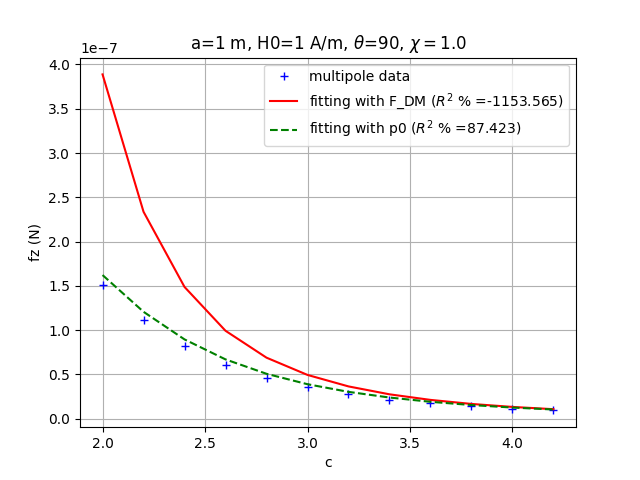 a=1 m, H0=1 A/m, θ=90, χ = 1.0
1e−7
multipole data
fitting with F_DM (R² % =-1153.565)
fitting with p0 (R² % =87.423)
4.0
3.5
3.0
2.5
2.0
1.5
1.0
0.5
0.0
fz (N)
2.0 2.5 3.0 3.5 4.0
c